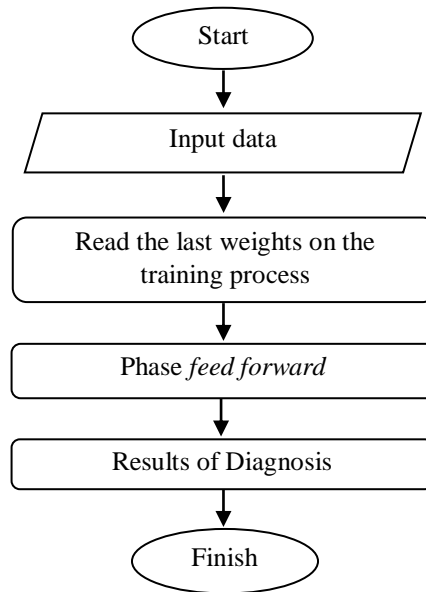 Start
Input data
Read the last weights on the
training process
Phase feed forward
Results of Diagnosis
Finish